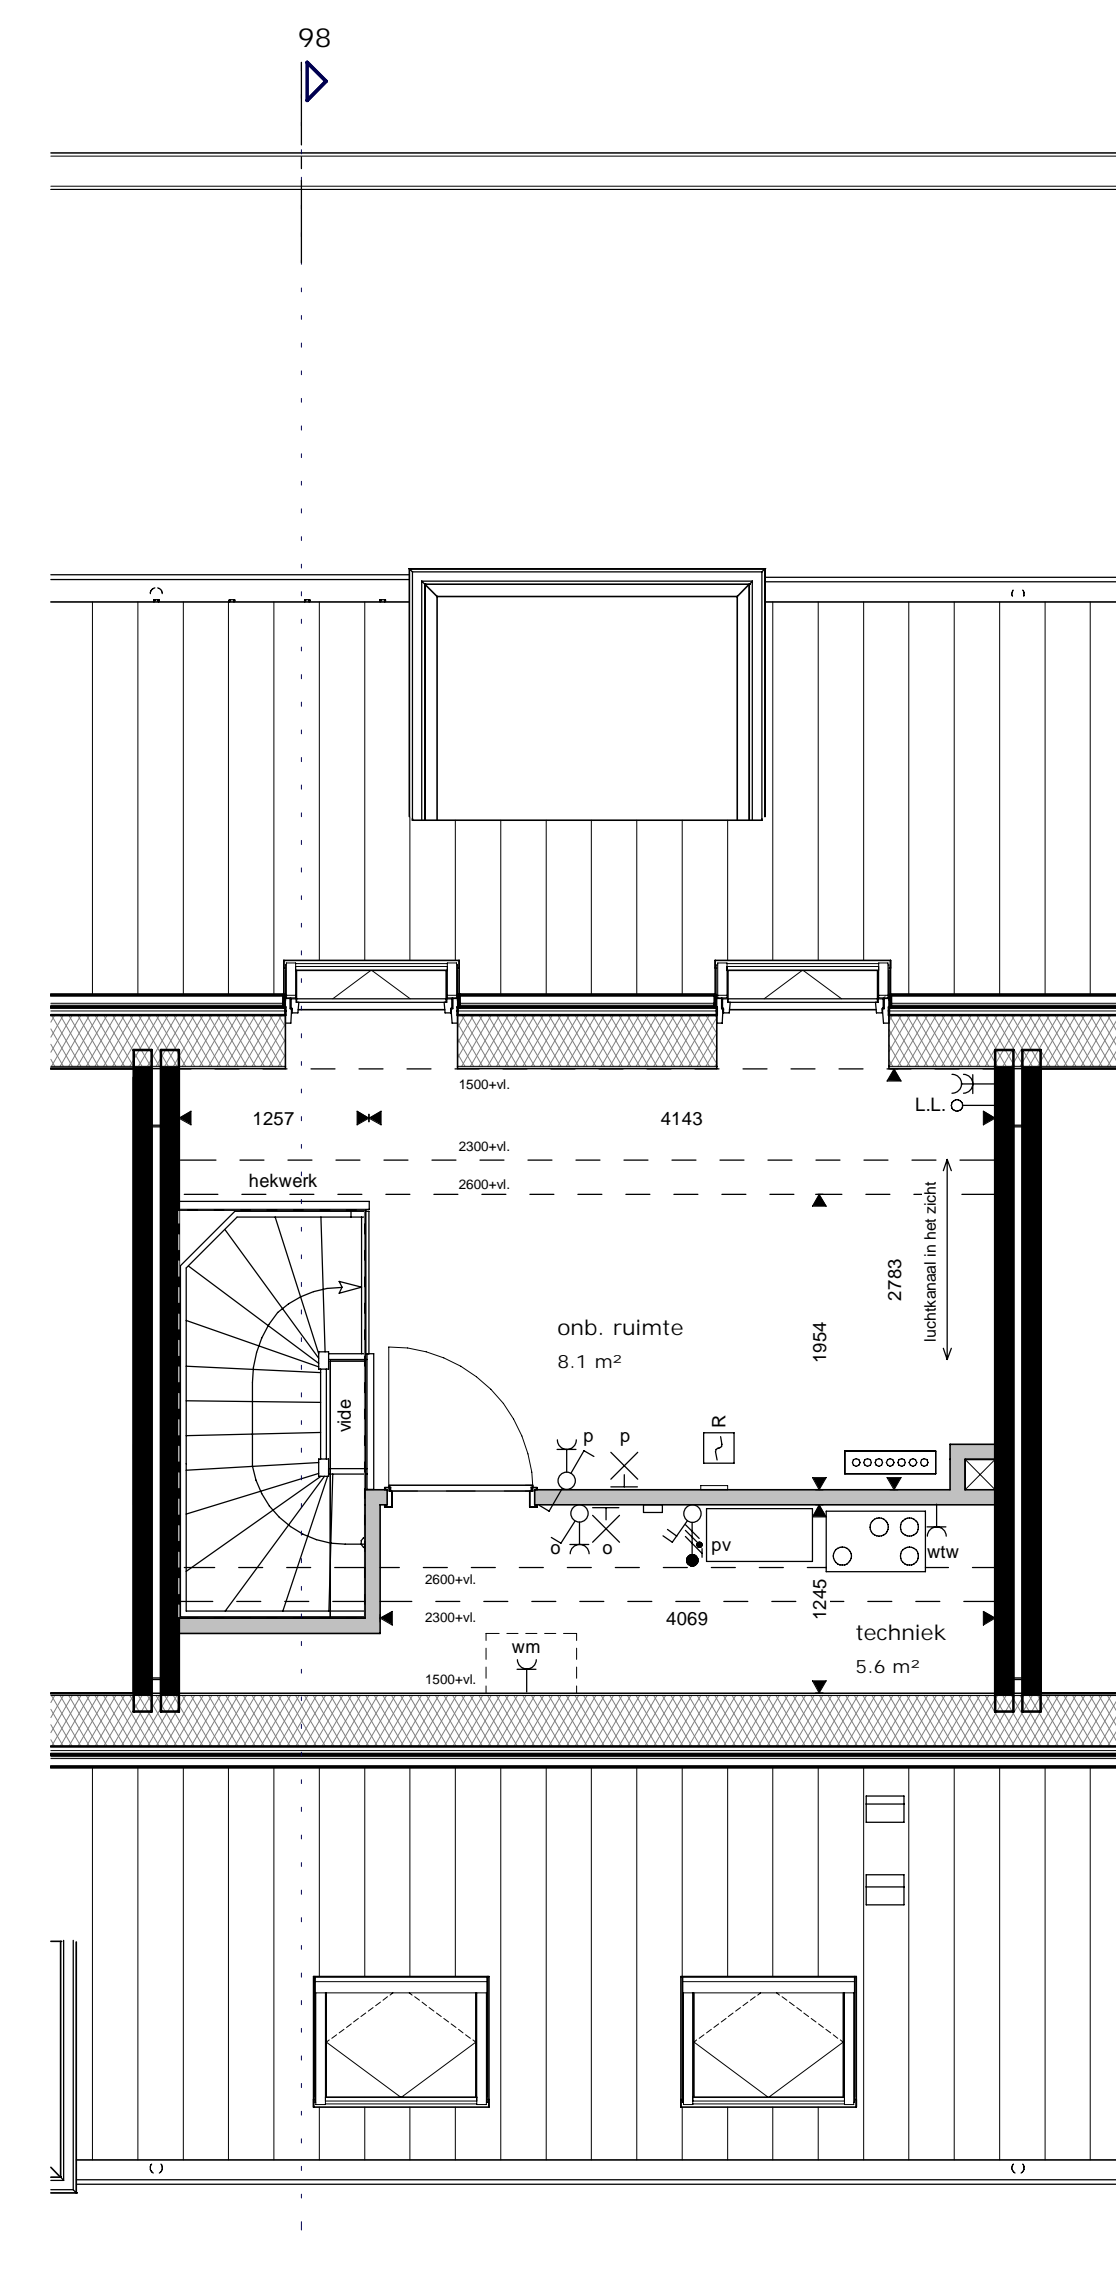 98
1500+vl.
L.L.
1257
4143
2300+vl.
hekwerk
2600+vl.
luchtkanaal in het zicht
2783
onb. ruimte
1954
8.1 m²
vide
R
p
p
o
o
pv
wtw
2600+vl.
1245
2300+vl.
4069
techniek
wm
5.6 m²
1500+vl.